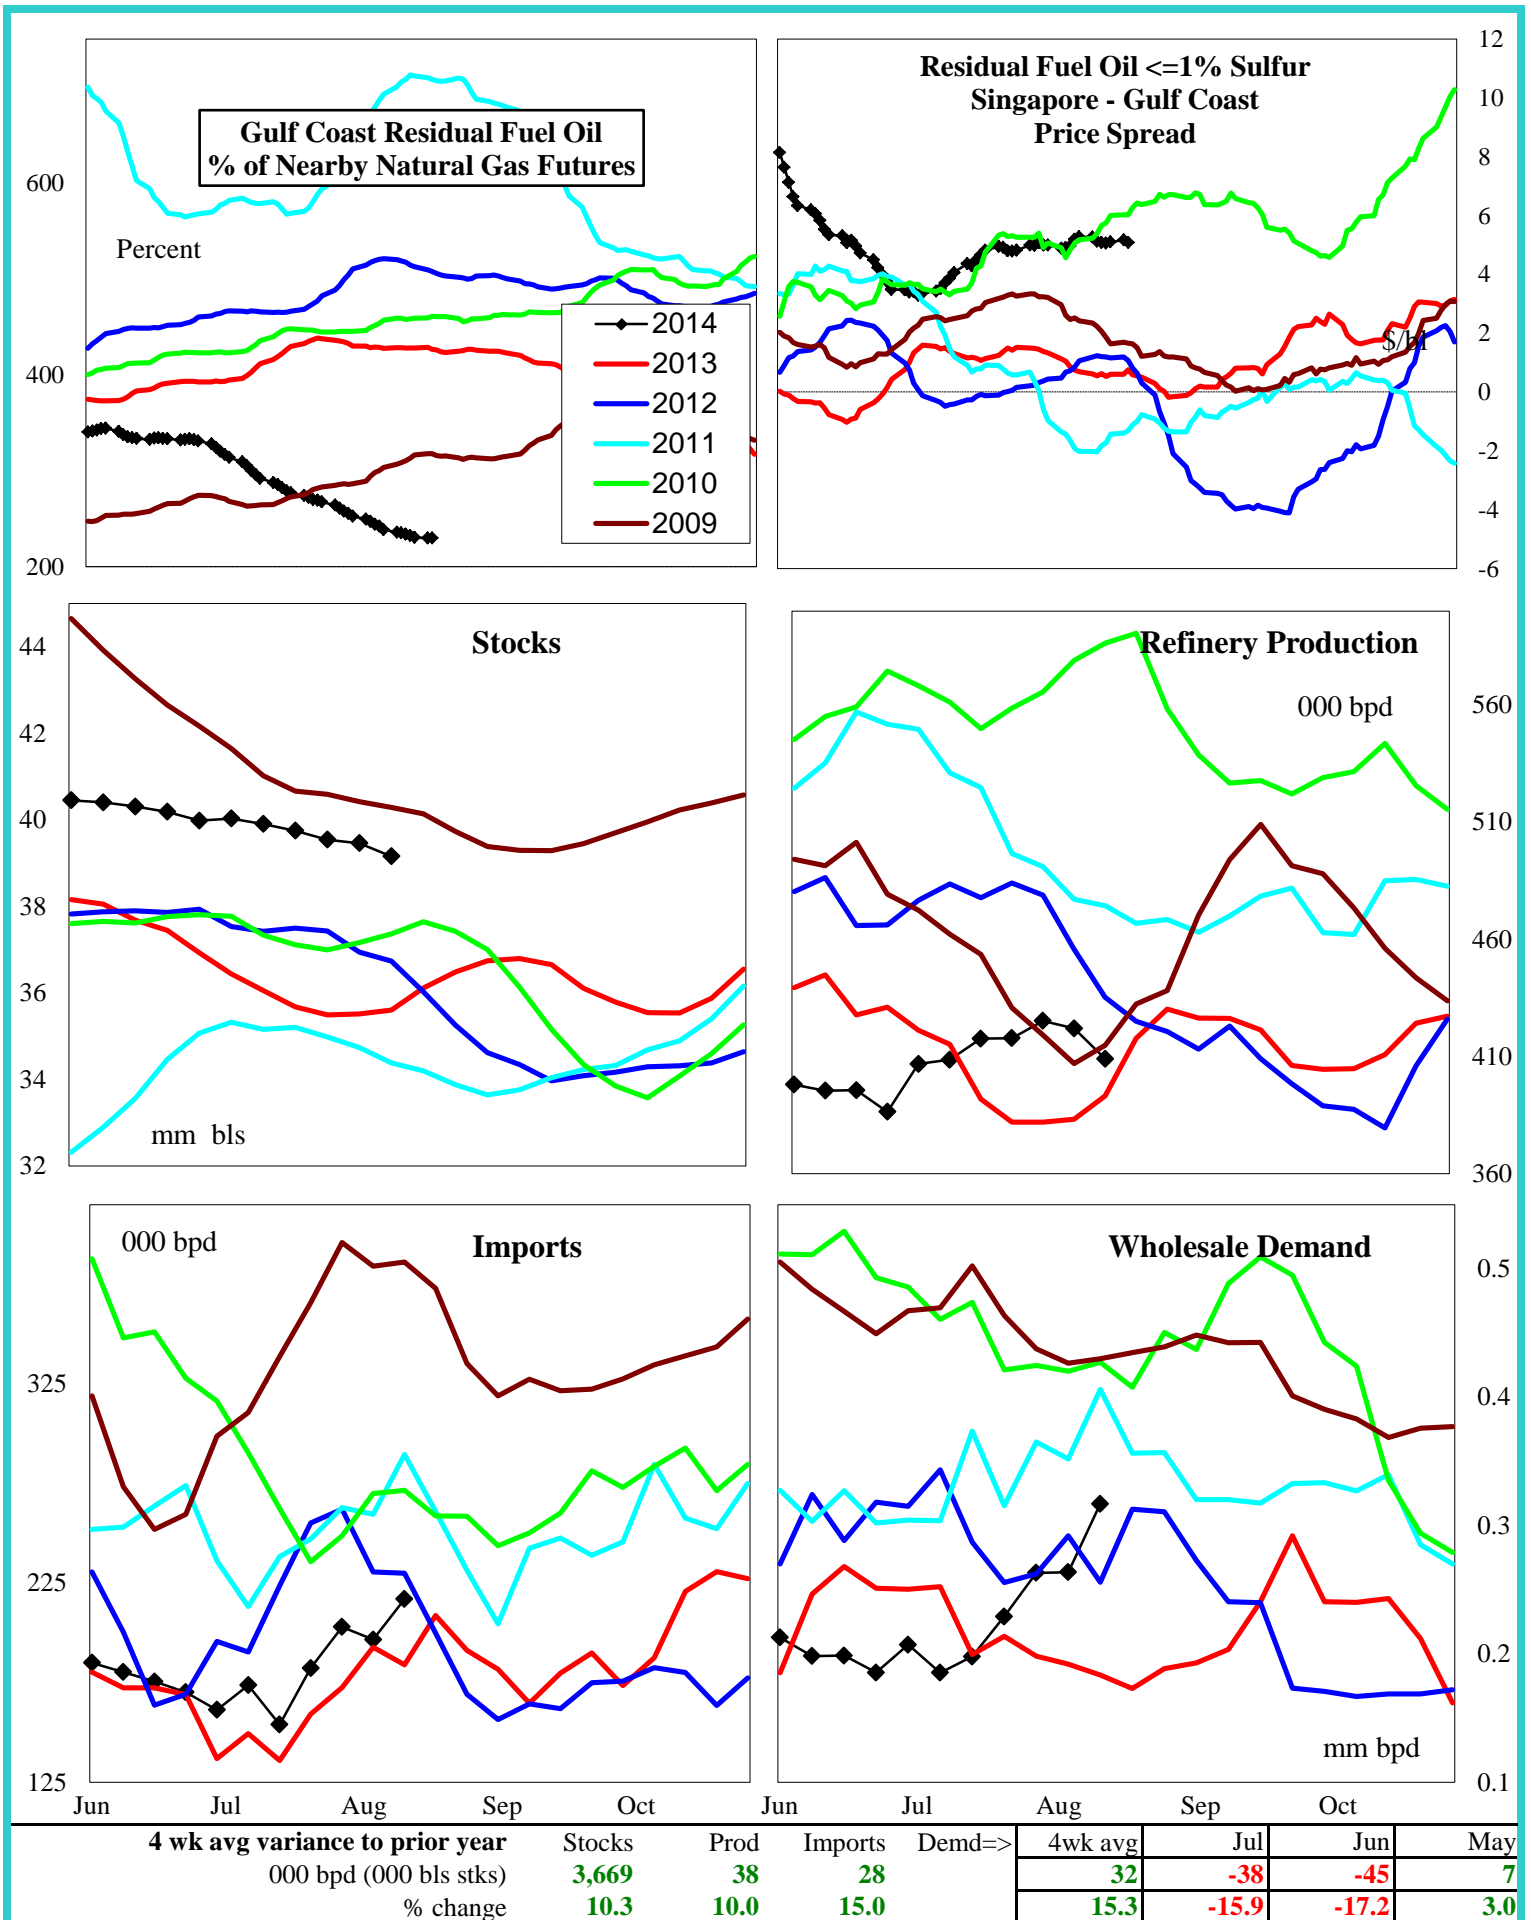 Gulf Coast Residual Fuel Oil
% of Nearby Natural Gas Futures
Percent
600
400
200
2014
2013
2012
2011
2010
2009
Residual Fuel Oil <=1% Sulfur
Singapore - Gulf Coast
Price Spread
$/bl
12
10
8
6
4
2
0
-2
-4
-6
Stocks
mm bls
44
42
40
38
36
34
32
Refinery Production
000 bpd
560
510
460
410
360
Imports
000 bpd
325
225
125
Jun Jul Aug Sep Oct
Wholesale Demand
mm bpd
0.5
0.4
0.3
0.2
0.1
Jun Jul Aug Sep Oct
4 wk avg variance to prior year Stocks Prod Imports Demd=> 4wk avg Jul Jun May
000 bpd (000 bls stks) 3,669 38 28 32 -38 -45 7
% change 10.3 10.0 15.0 15.3 -15.9 -17.2 3.0